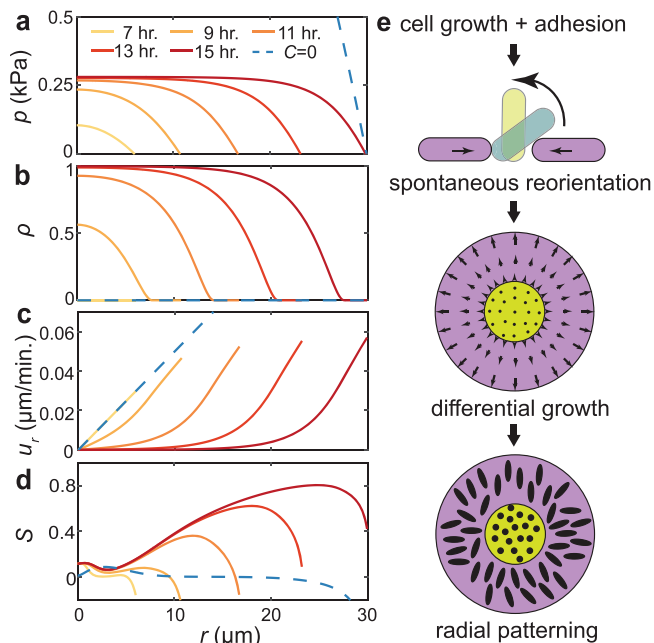 a
0.5
0.25
0
p (kPa)
7 hr. 9 hr. 11 hr.
13 hr. 15 hr. C=0
b
1
0.5
0
ρ
c
0.06
0.04
0.02
0
u_r (µm/min.)
d
0.8
0.4
0
S
0 10 20 30
r (µm)
e cell growth + adhesion
spontaneous reorientation
differential growth
radial patterning